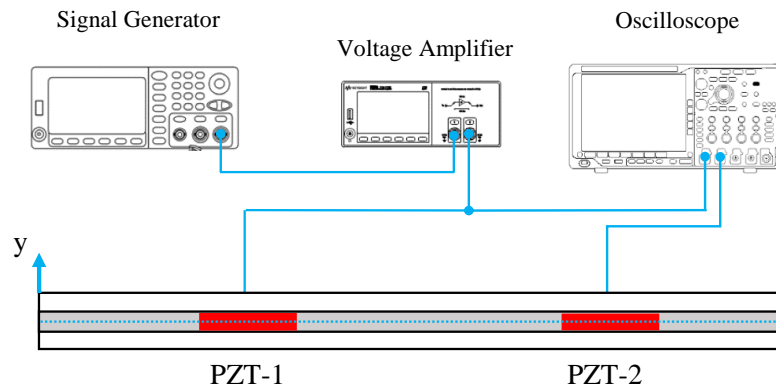 Signal Generator
Voltage Amplifier
Oscilloscope
y
PZT-1
PZT-2